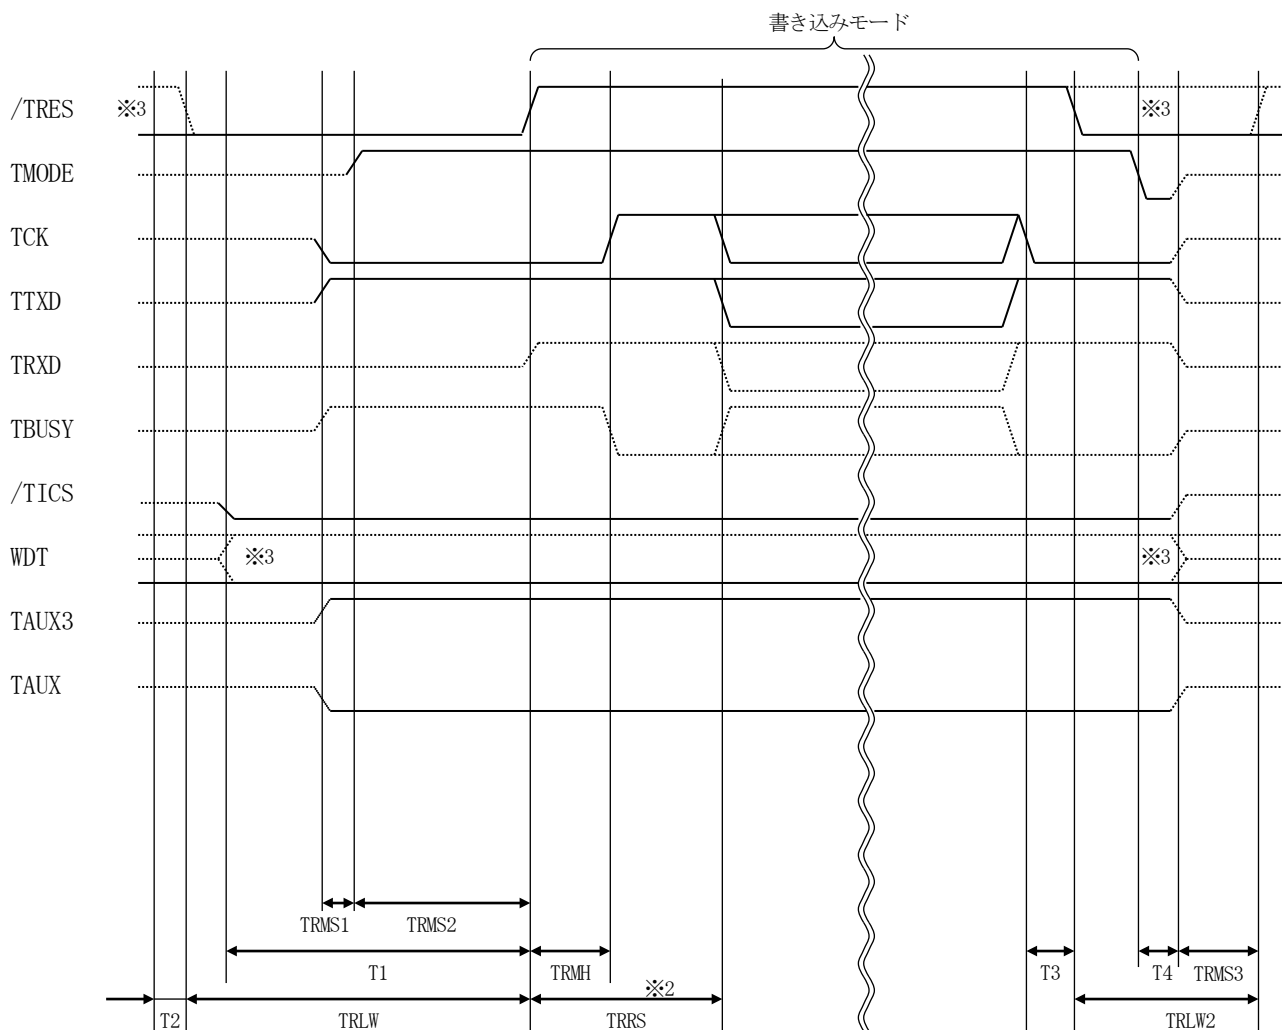 書き込みモード
/TRES ※3 ※3
TMODE
TCK
TTXD
TRXD
TBUSY
/TICS
WDT ※3 ※3
TAUX3
TAUX
TRMS1 TRMS2
T1 TRMH T3 T4 TRMS3
※2
T2 TRLW TRRS TRLW2